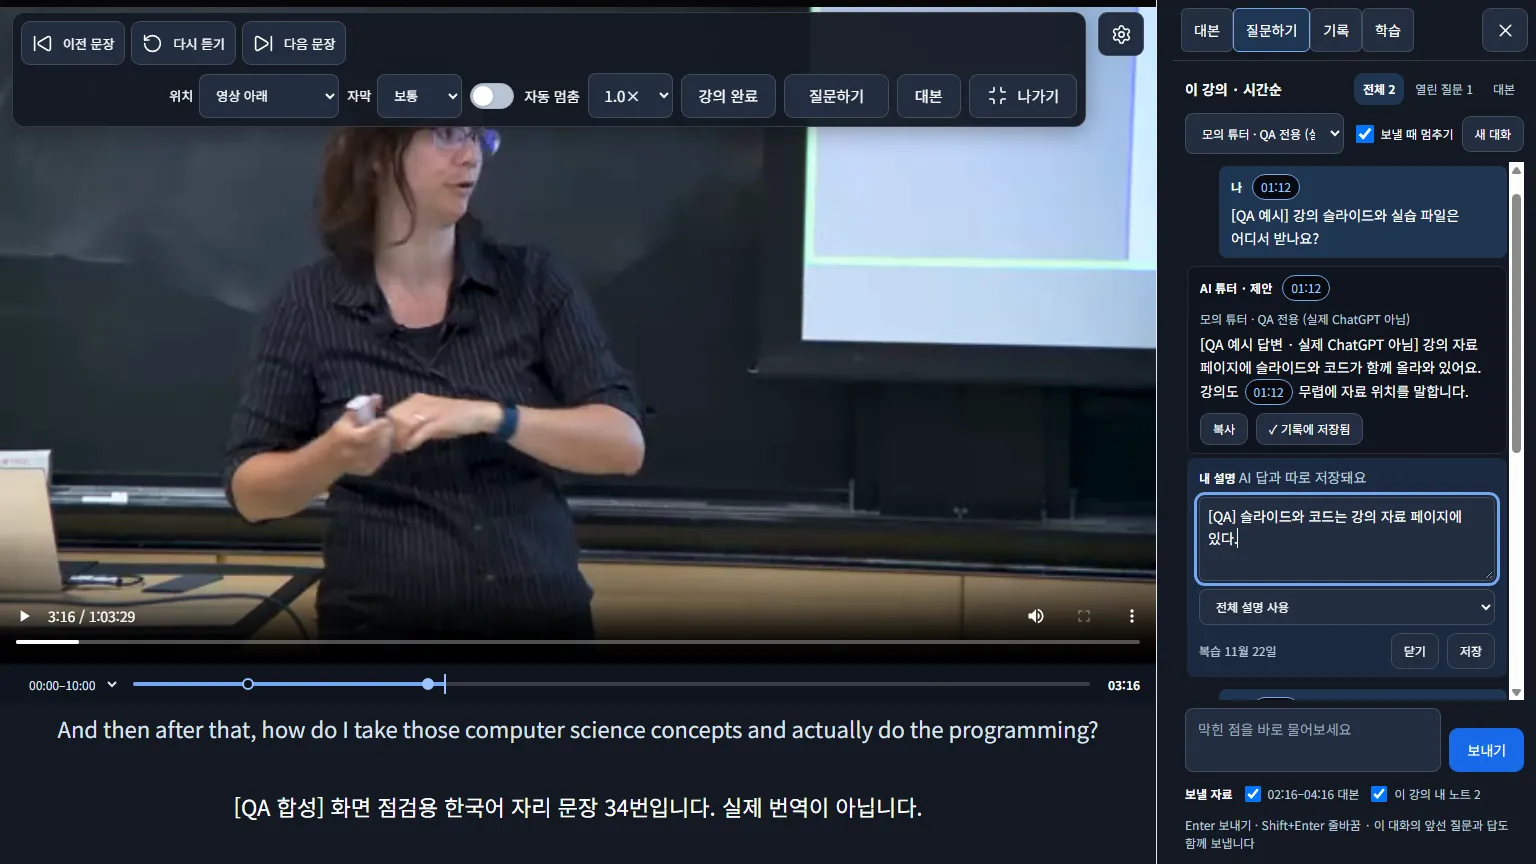 이전 문장
다시 듣기
다음 문장
위치
영상 아래
자막
보통
자동 멈춤
1.0×
강의 완료
질문하기
대본
나가기
3:16 / 1:03:29
00:00–10:00
03:16
And then after that, how do I take those computer science concepts and actually do the programming?
[QA 합성] 화면 점검용 한국어 자리 문장 34번입니다. 실제 번역이 아닙니다.
대본
질문하기
기록
학습
이 강의 · 시간순
전체 2
열린 질문 1
대본
모의 튜터 · QA 전용 (실
보낼 때 멈추기
새 대화
나 01:12
[QA 예시] 강의 슬라이드와 실습 파일은
어디서 받나요?
AI 튜터 · 제안 01:12
모의 튜터 · QA 전용 (실제 ChatGPT 아님)
[QA 예시 답변 · 실제 ChatGPT 아님] 강의 자료
페이지에 슬라이드와 코드가 함께 올라와 있어요.
강의도 01:12 무렵에 자료 위치를 말합니다.
복사
✓ 기록에 저장됨
내 설명 AI 답과 따로 저장돼요
[QA] 슬라이드와 코드는 강의 자료 페이지에
있다.
전체 설명 사용
복습 11월 22일
닫기
저장
막힌 점을 바로 물어보세요
보내기
보낼 자료
02:16–04:16 대본
이 강의 내 노트 2
Enter 보내기 · Shift+Enter 줄바꿈 · 이 대화의 앞선 질문과 답도
함께 보냅니다